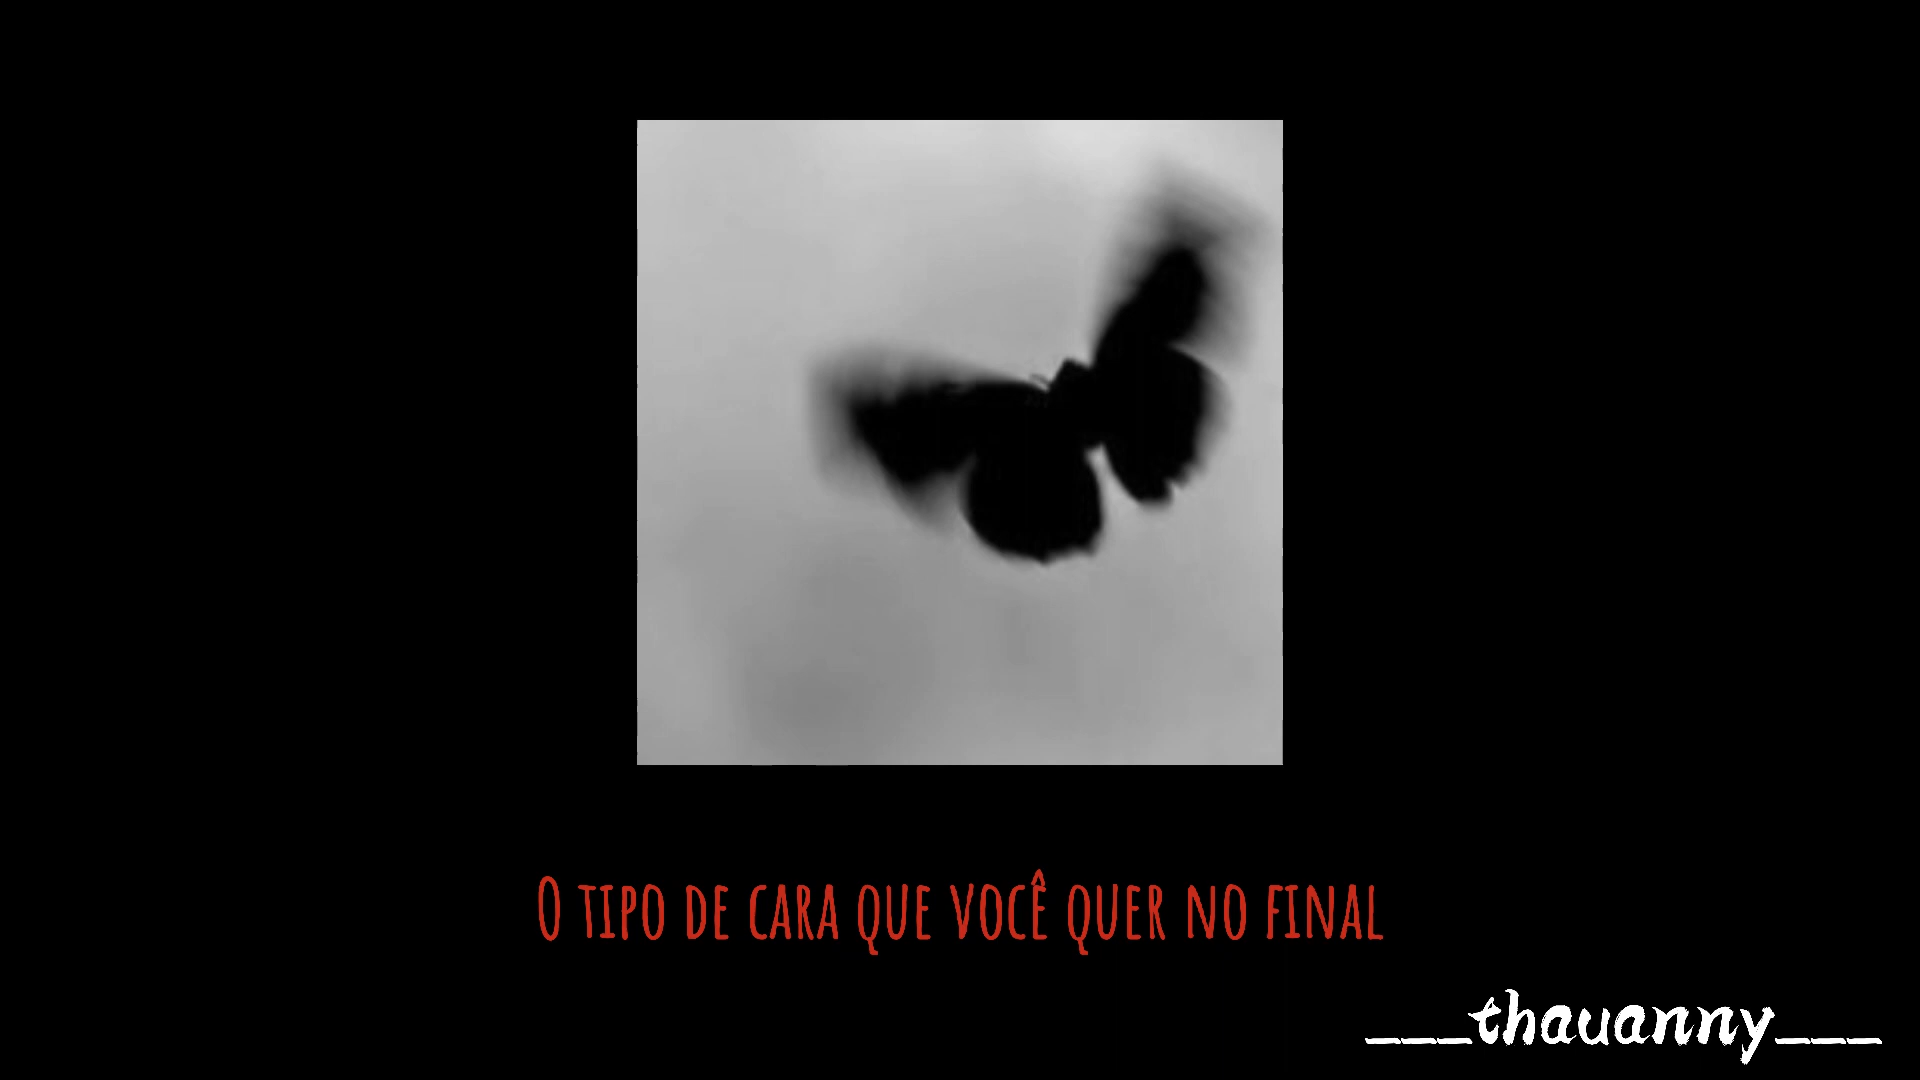 O TIPO DE CARA QUE VOCÊ QUER NO FINAL
___thauanny___